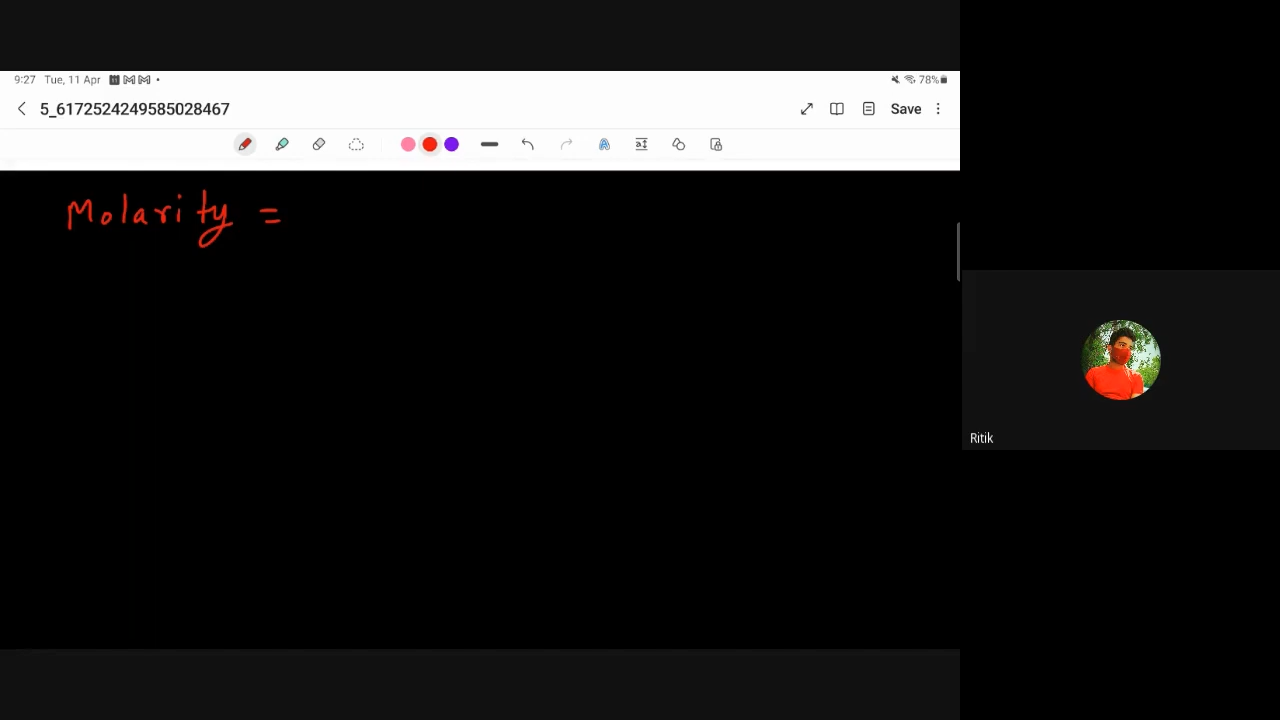 9:27 Tue, 11 Apr 78%
5_6172524249585028467 Save
Molarity =
Ritik